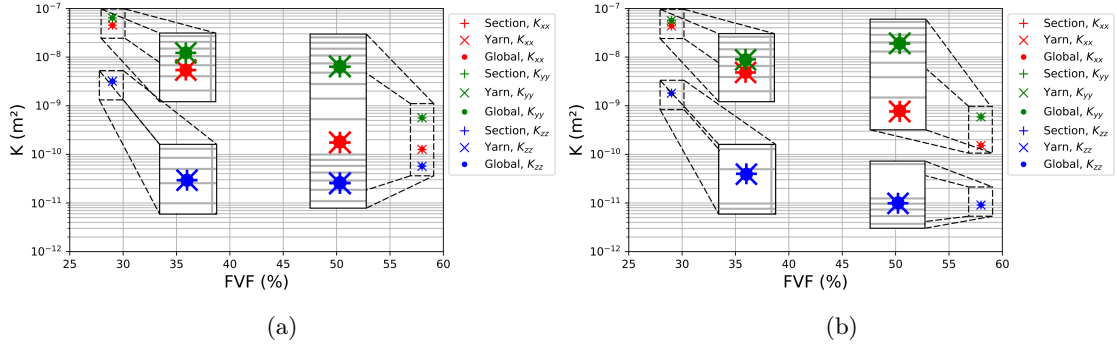 10⁻⁷
10⁻⁸
10⁻⁹
10⁻¹⁰
10⁻¹¹
10⁻¹²
K (m²)
25 30 35 40 45 50 55 60
FVF (%)
Section, Kxx
Yarn, Kxx
Global, Kxx
Section, Kyy
Yarn, Kyy
Global, Kyy
Section, Kzz
Yarn, Kzz
Global, Kzz
(a)
10⁻⁷
10⁻⁸
10⁻⁹
10⁻¹⁰
10⁻¹¹
10⁻¹²
K (m²)
25 30 35 40 45 50 55 60
FVF (%)
Section, Kxx
Yarn, Kxx
Global, Kxx
Section, Kyy
Yarn, Kyy
Global, Kyy
Section, Kzz
Yarn, Kzz
Global, Kzz
(b)